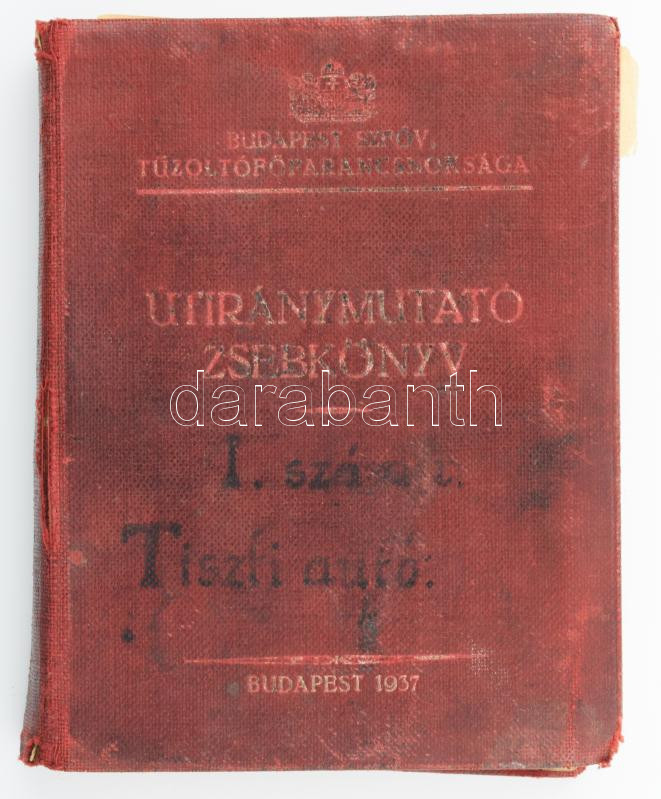 BUDAPEST SZFŐV.
TŰZOLTÓFŐPARANCSNOKSÁGA
ÚTIRÁNYMUTATÓ
ZSEBKÖNYV
darabanth
I.
Tiszti autó:
BUDAPEST 1937